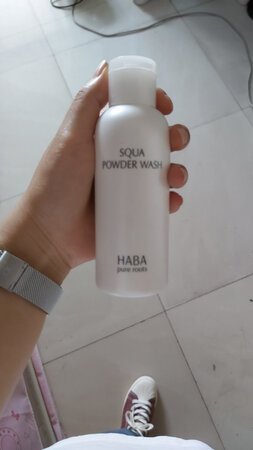 SQUA
POWDER WASH
HABA
pure roots